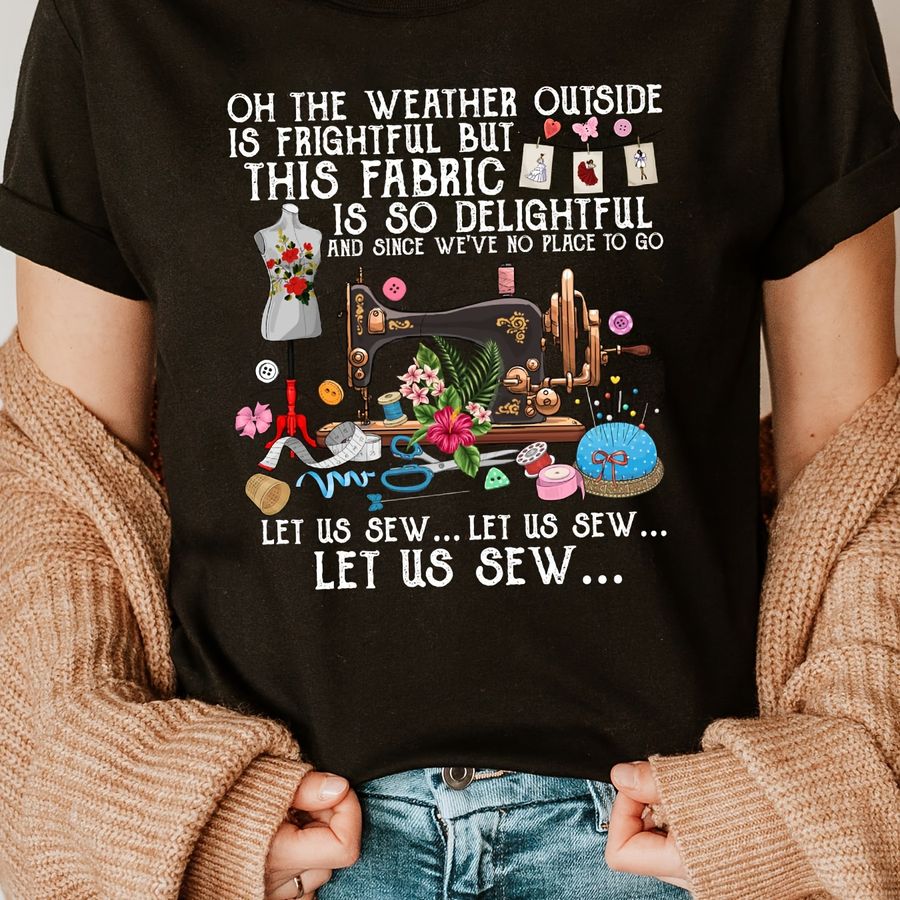 OH THE WEATHER OUTSIDE
IS FRIGHTFUL BUT
THIS FABRIC
IS SO DELIGHTFUL
AND SINCE WE'VE NO PLACE TO GO
LET US SEW... LET US SEW...
LET US SEW...